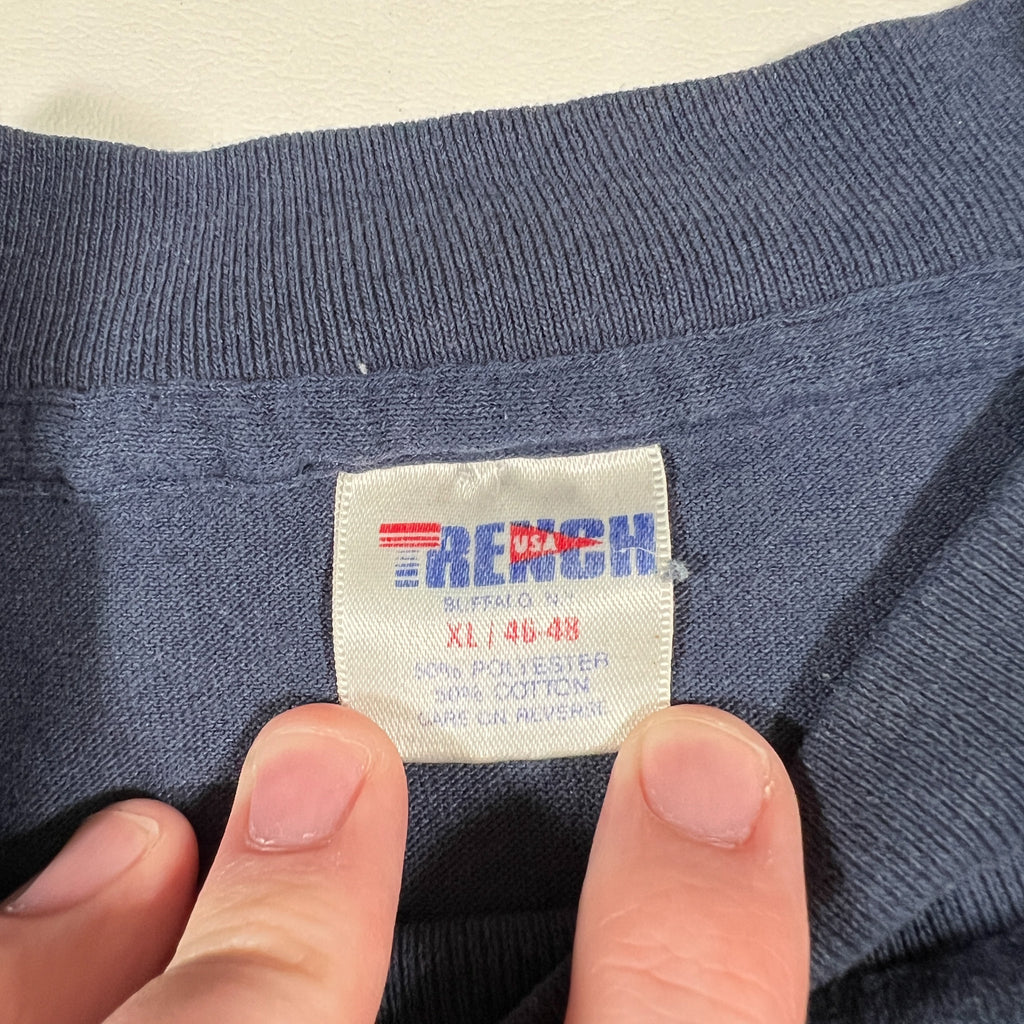 TRENCH USA
BUFFALO, N.Y.
XL / 46-48
50% POLYESTER
50% COTTON
CARE ON REVERSE